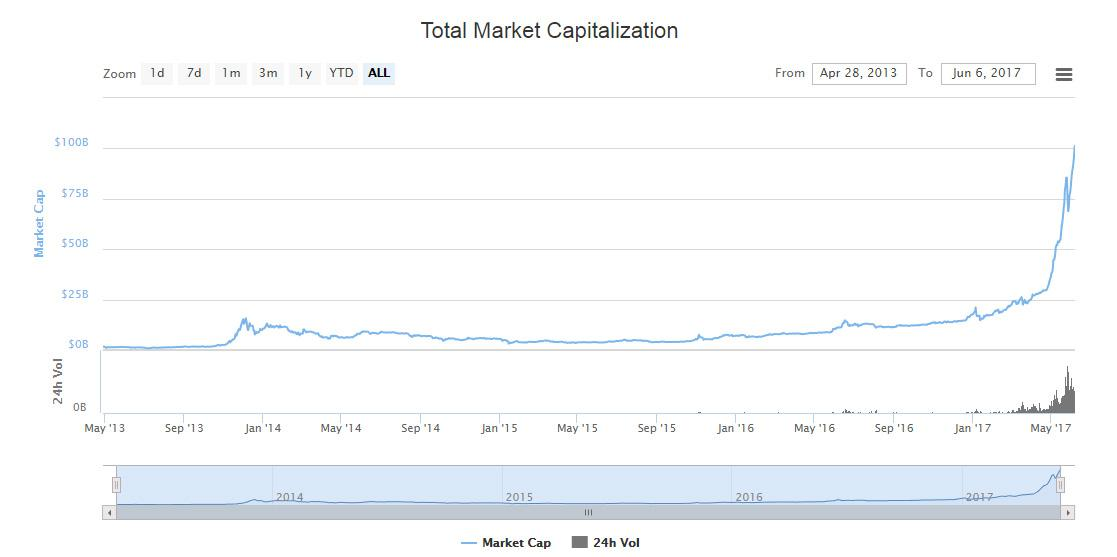 Total Market Capitalization
Zoom 1d 7d 1m 3m 1y YTD ALL From Apr 28, 2013 To Jun 6, 2017
$100B
$75B
$50B
$25B
$0B
Market Cap
0B
24h Vol
May '13 Sep '13 Jan '14 May '14 Sep '14 Jan '15 May '15 Sep '15 Jan '16 May '16 Sep '16 Jan '17 May '17
2014 2015 2016 2017
Market Cap 24h Vol